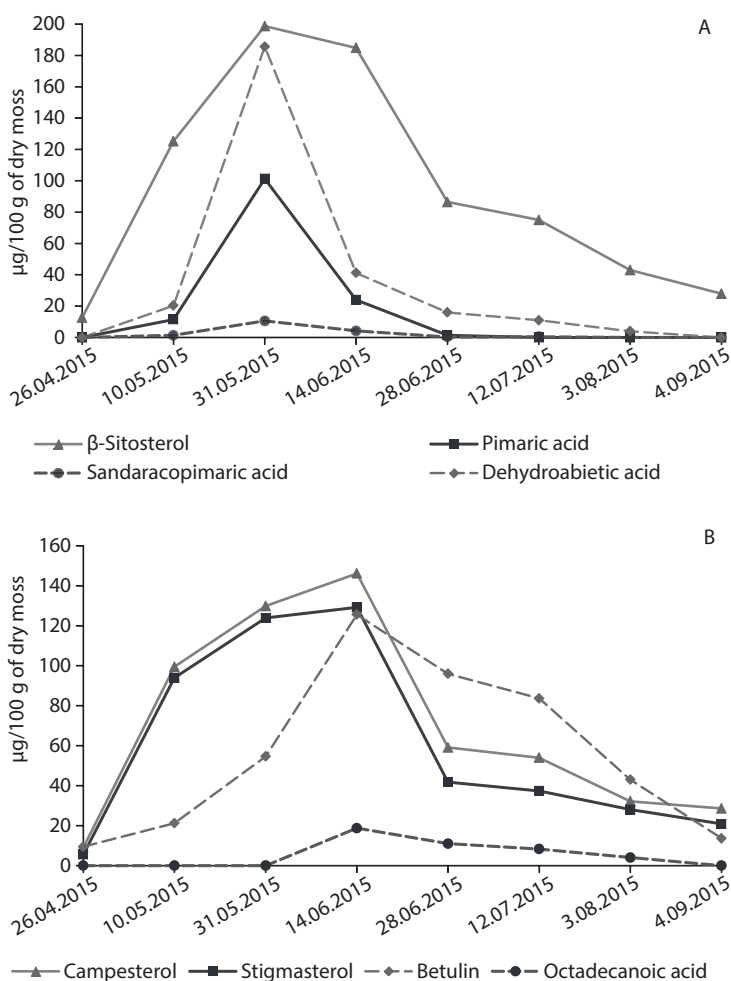 A
200
180
160
140
120
100
80
60
40
20
0
µg/100 g of dry moss
26.04.2015 10.05.2015 31.05.2015 14.06.2015 28.06.2015 12.07.2015 3.08.2015 4.09.2015
β-Sitosterol Pimaric acid
Sandaracopimaric acid Dehydroabietic acid
B
160
140
120
100
80
60
40
20
0
µg/100 g of dry moss
26.04.2015 10.05.2015 31.05.2015 14.06.2015 28.06.2015 12.07.2015 3.08.2015 4.09.2015
Campesterol Stigmasterol Betulin Octadecanoic acid